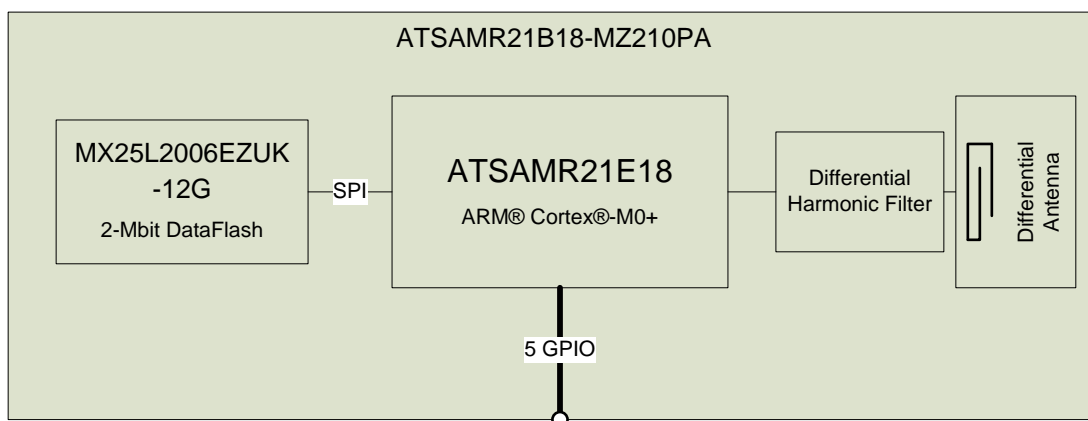 ATSAMR21B18-MZ210PA
MX25L2006EZUK
-12G
2-Mbit DataFlash
SPI
ATSAMR21E18
ARM® Cortex®-M0+
Differential
Harmonic Filter
Differential
Antenna
5 GPIO